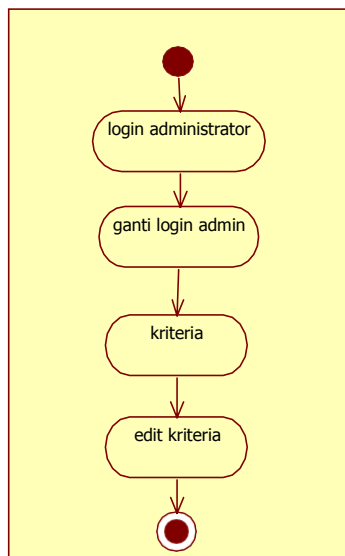 login administrator
ganti login admin
kriteria
edit kriteria